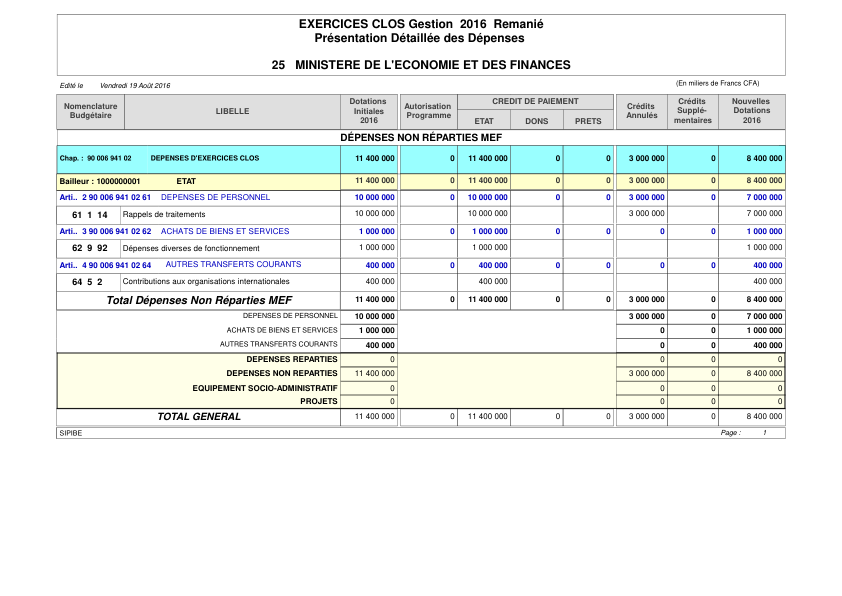 EXERCICES CLOS Gestion 2016 Remanié
Présentation Détaillée des Dépenses
25 MINISTERE DE L'ECONOMIE ET DES FINANCES
Edité le Vendredi 19 Août 2016 (En milliers de Francs CFA)
Nomenclature Budgétaire LIBELLE Dotations Initiales 2016 Autorisation Programme CREDIT DE PAIEMENT ETAT DONS PRETS Crédits Annulés Crédits Supplé-mentaires Nouvelles Dotations 2016
DÉPENSES NON RÉPARTIES MEF
Chap. : 90 006 941 02 DEPENSES D'EXERCICES CLOS 11 400 000 0 11 400 000 0 0 3 000 000 0 8 400 000
Bailleur : 1000000001 ETAT 11 400 000 0 11 400 000 0 0 3 000 000 0 8 400 000
Arti.. 2 90 006 941 02 61 DEPENSES DE PERSONNEL 10 000 000 0 10 000 000 0 0 3 000 000 0 7 000 000
61 1 14 Rappels de traitements 10 000 000 10 000 000 3 000 000 7 000 000
Arti.. 3 90 006 941 02 62 ACHATS DE BIENS ET SERVICES 1 000 000 0 1 000 000 0 0 0 0 1 000 000
62 9 92 Dépenses diverses de fonctionnement 1 000 000 1 000 000 1 000 000
Arti.. 4 90 006 941 02 64 AUTRES TRANSFERTS COURANTS 400 000 0 400 000 0 0 0 0 400 000
64 5 2 Contributions aux organisations internationales 400 000 400 000 400 000
Total Dépenses Non Réparties MEF 11 400 000 0 11 400 000 0 0 3 000 000 0 8 400 000
DEPENSES DE PERSONNEL 10 000 000 3 000 000 0 7 000 000
ACHATS DE BIENS ET SERVICES 1 000 000 0 0 1 000 000
AUTRES TRANSFERTS COURANTS 400 000 0 0 400 000
DEPENSES REPARTIES 0 0 0 0
DEPENSES NON REPARTIES 11 400 000 3 000 000 0 8 400 000
EQUIPEMENT SOCIO-ADMINISTRATIF 0 0 0 0
PROJETS 0 0 0 0
TOTAL GENERAL 11 400 000 0 11 400 000 0 0 3 000 000 0 8 400 000
SIPIBE Page : 1